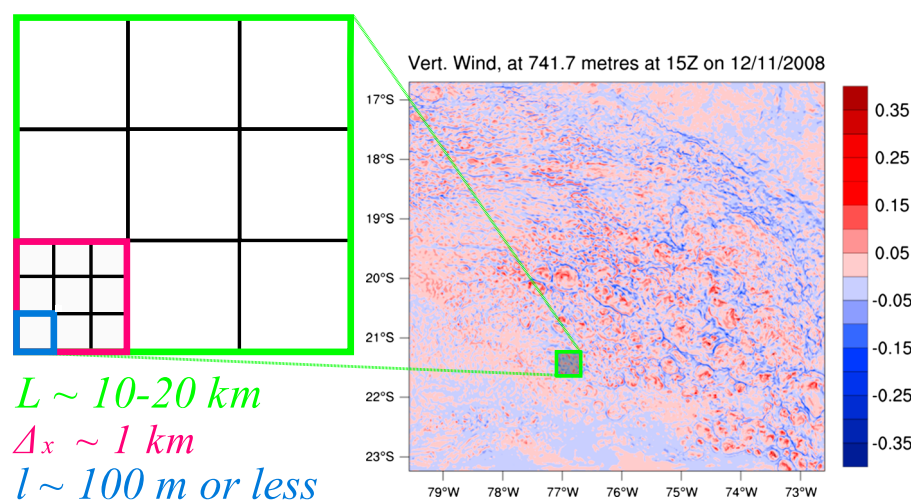 Vert. Wind, at 741.7 metres at 15Z on 12/11/2008
17°S
18°S
19°S
20°S
21°S
22°S
23°S
79°W 78°W 77°W 76°W 75°W 74°W 73°W
0.35
0.25
0.15
0.05
-0.05
-0.15
-0.25
-0.35
L ~ 10-20 km
Δx ~ 1 km
l ~ 100 m or less